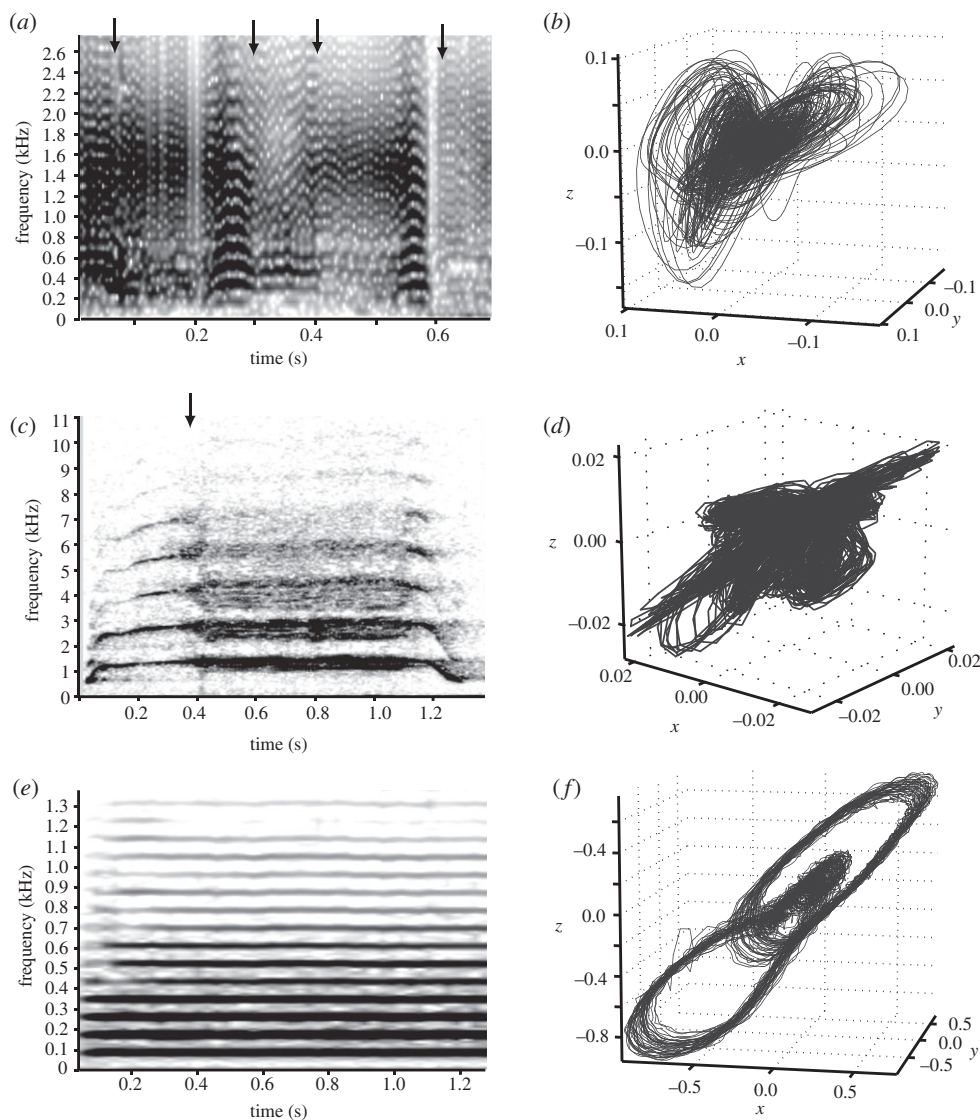 (a)
frequency (kHz)
2.6
2.4
2.2
2.0
1.8
1.6
1.4
1.2
1.0
0.8
0.6
0.4
0.2
0
0.2 0.4 0.6
time (s)
(b)
0.1
0.0
–0.1
z
0.1 0.0 –0.1
x
–0.1
0.0
0.1
y
(c)
frequency (kHz)
11
10
9
8
7
6
5
4
3
2
1
0
0.2 0.4 0.6 0.8 1.0 1.2
time (s)
(d)
0.02
0.00
–0.02
z
0.02
0.00
–0.02
x
0.02
0.00
–0.02
y
(e)
frequency (kHz)
1.3
1.2
1.1
1.0
0.9
0.8
0.7
0.6
0.5
0.4
0.3
0.2
0.1
0
0.2 0.4 0.6 0.8 1.0 1.2
time (s)
(f)
–0.4
0.0
–0.4
–0.8
z
–0.5 0.0 0.5
x
0.5
0.0
–0.5
y